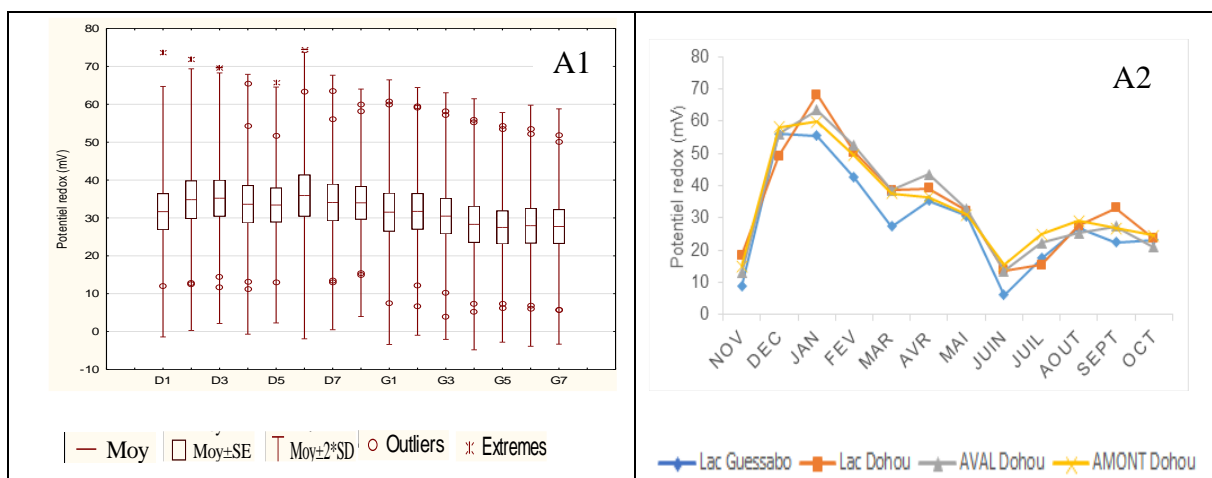 A1
Potentiel redox (mV)
80
70
60
50
40
30
20
10
0
-10
D1 D3 D5 D7 G1 G3 G5 G7
Moy Moy±SE Moy±2*SD Outliers Extremes
A2
Potentiel redox (mV)
80
70
60
50
40
30
20
10
0
NOV DEC JAN FEV MAR AVR MAI JUIN JUIL AOUT SEPT OCT
Lac Guessabo Lac Dohou AVAL Dohou AMONT Dohou